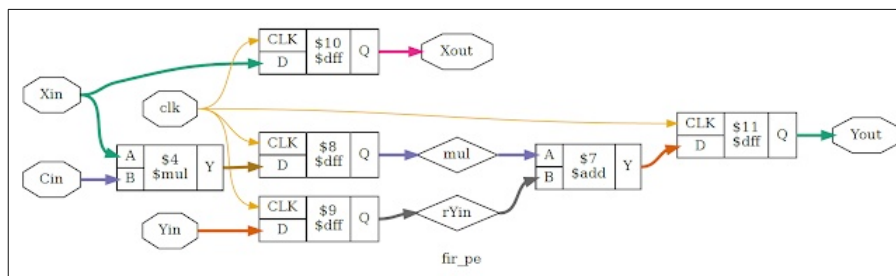 CLK
$10
$dff
Q
D
Xout
Xin
clk
CLK
$11
$dff
Q
D
Yout
A
$4
$mul
Y
B
CLK
$8
$dff
Q
D
mul
A
$7
$add
Y
B
Cin
CLK
$9
$dff
Q
D
rYin
Yin
fir_pe